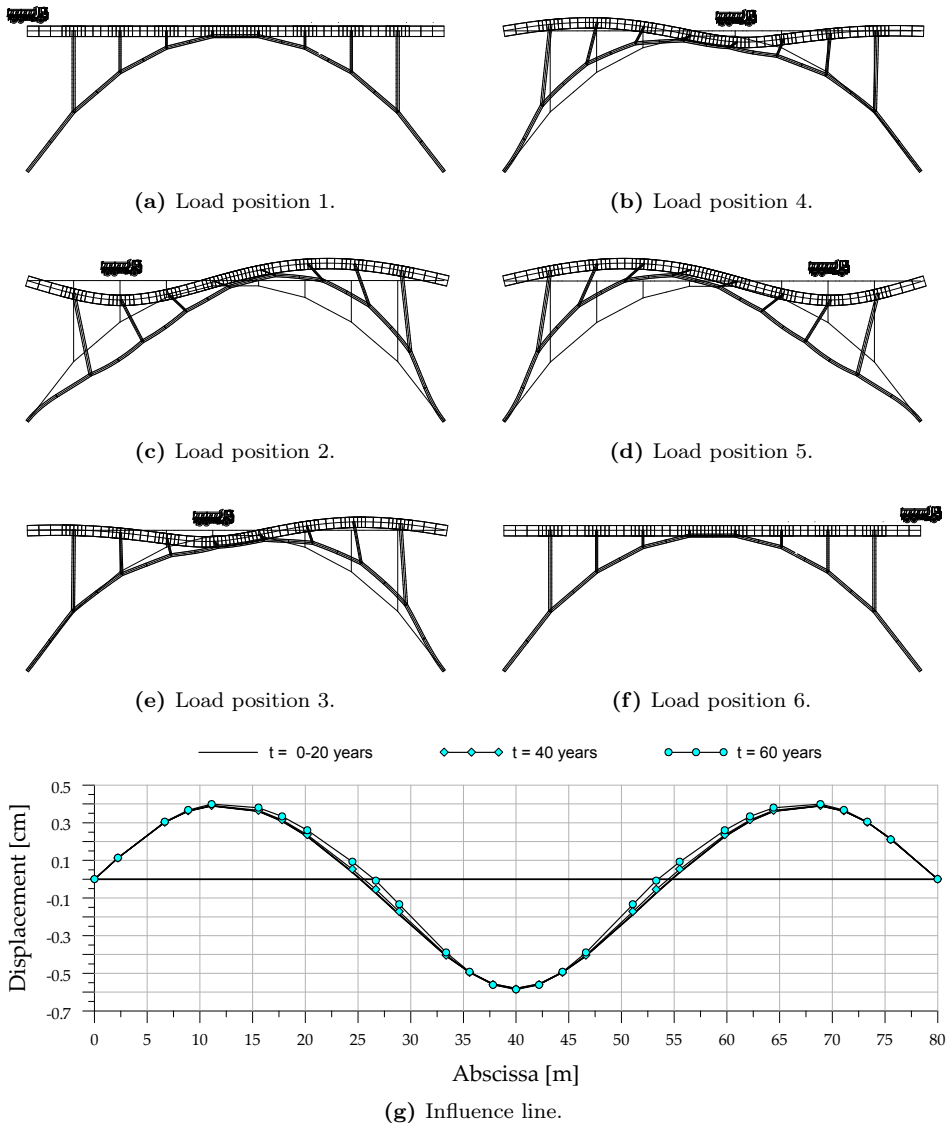 (a) Load position 1.
(b) Load position 4.
(c) Load position 2.
(d) Load position 5.
(e) Load position 3.
(f) Load position 6.
t = 0-20 years
t = 40 years
t = 60 years
Displacement [cm]
0.5
0.3
0.1
-0.1
-0.3
-0.5
-0.7
0 5 10 15 20 25 30 35 40 45 50 55 60 65 70 75 80
Abscissa [m]
(g) Influence line.